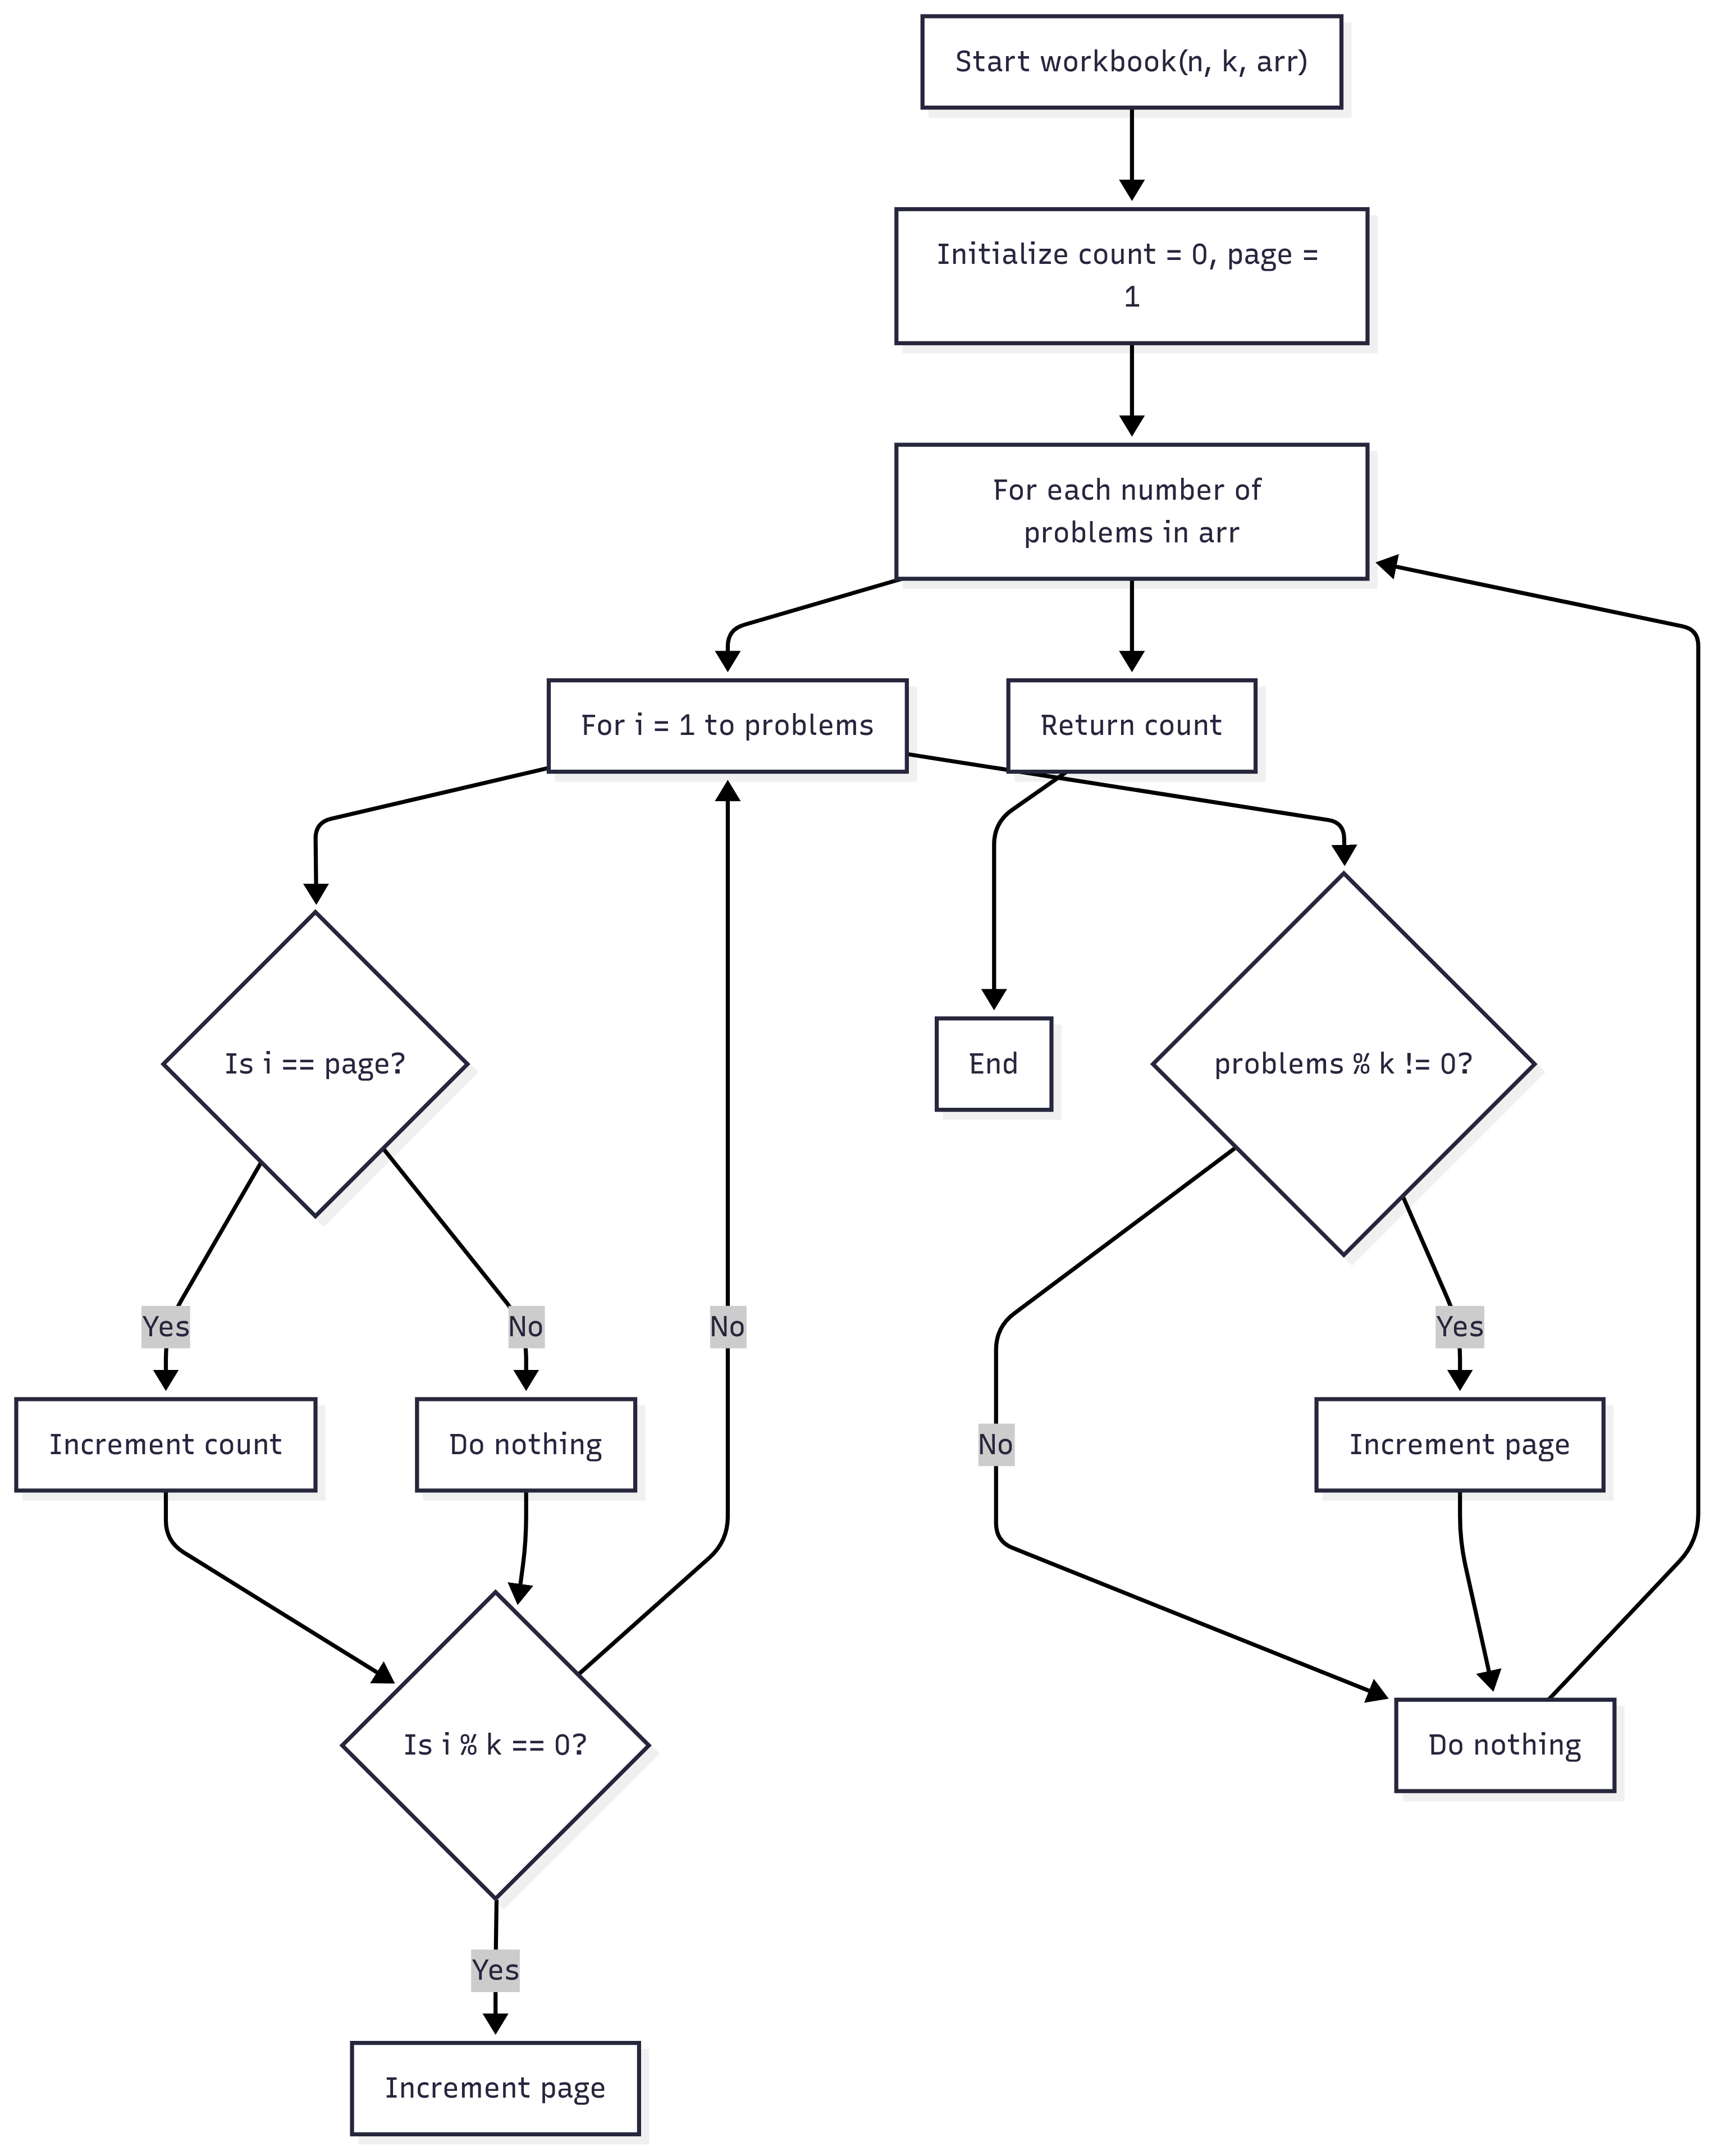 Start workbook(n, k, arr)
Initialize count = 0, page =
1
For each number of
problems in arr
For i = 1 to problems
Return count
Is i == page?
End
problems % k != 0?
Yes
No
No
Yes
Increment count
Do nothing
No
Increment page
Is i % k == 0?
Do nothing
Yes
Increment page